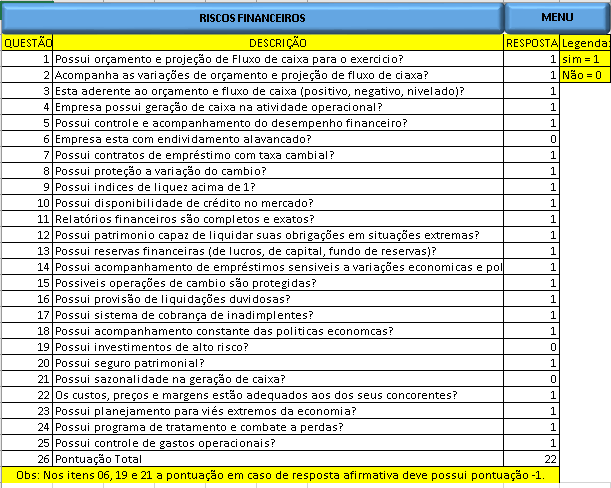 RISCOS FINANCEIROS MENU
QUESTÃO DESCRIÇÃO RESPOSTA Legenda:
1 Possui orçamento e projeção de Fluxo de caixa para o exercicio? 1 sim = 1
2 Acompanha as variações de orçamento e projeção de fluxo de ciaxa? 1 Não = 0
3 Esta aderente ao orçamento e fluxo de caixa (positivo, negativo, nivelado)? 1
4 Empresa possui geração de caixa na atividade operacional? 1
5 Possui controle e acompanhamento do desempenho financeiro? 1
6 Empresa esta com endividamento alavancado? 0
7 Possui contratos de empréstimo com taxa cambial? 1
8 Possui proteção a variação do cambio? 1
9 Possui indices de liquez acima de 1? 1
10 Possui disponibilidade de crédito no mercado? 1
11 Relatórios financeiros são completos e exatos? 1
12 Possui patrimonio capaz de liquidar suas obrigações em situações extremas? 1
13 Possui reservas financeiras (de lucros, de capital, fundo de reservas)? 1
14 Possui acompanhamento de empréstimos sensiveis a variações economicas e pol 1
15 Possiveis operações de cambio são protegidas? 1
16 Possui provisão de liquidações duvidosas? 1
17 Possui sistema de cobrança de inadimplentes? 1
18 Possui acompanhamento constante das politicas economcas? 1
19 Possui investimentos de alto risco? 0
20 Possui seguro patrimonial? 1
21 Possui sazonalidade na geração de caixa? 0
22 Os custos, preços e margens estão adequados aos dos seus concorentes? 1
23 Possui planejamento para viés extremos da economia? 1
24 Possui programa de tratamento e combate a perdas? 1
25 Possui controle de gastos operacionais? 1
26 Pontuação Total 22
Obs: Nos itens 06, 19 e 21 a pontuação em caso de resposta afirmativa deve possui pontuação -1.